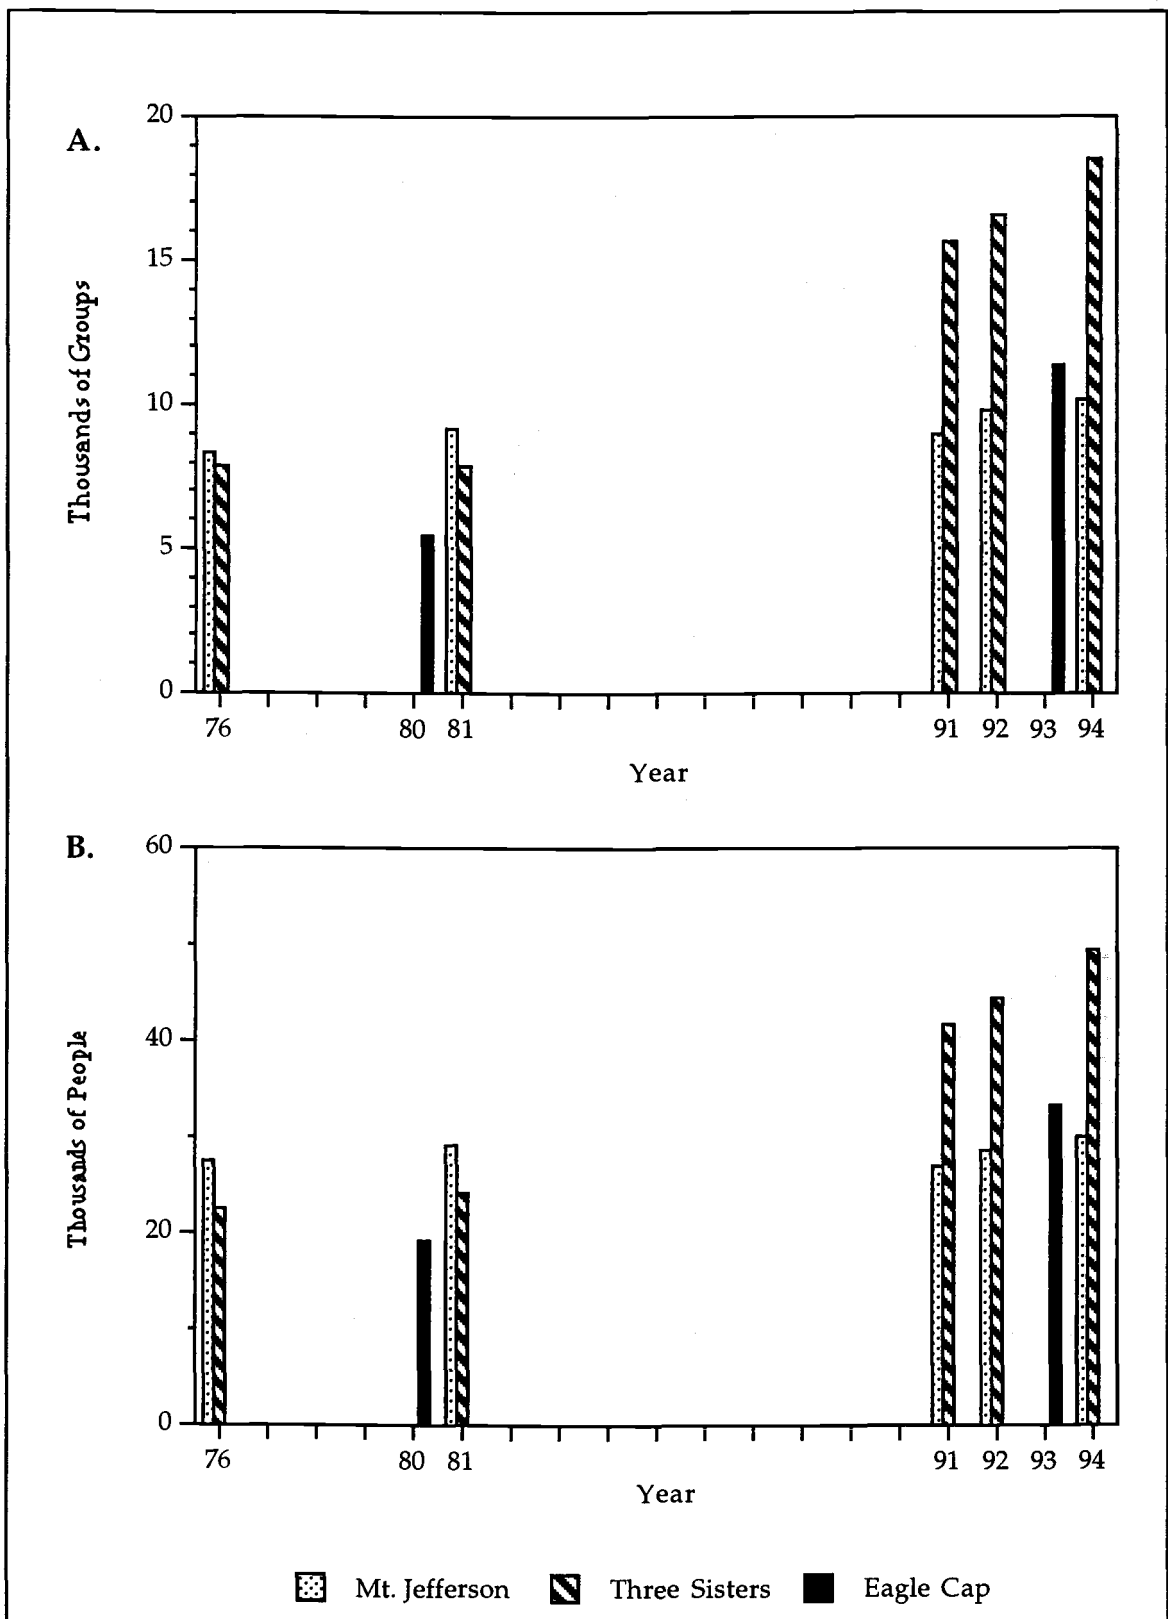 A.
20
15
10
5
0
Thousands of Groups
76 80 81 91 92 93 94
Year
B.
60
40
20
0
Thousands of People
76 80 81 91 92 93 94
Year
Mt. Jefferson Three Sisters Eagle Cap